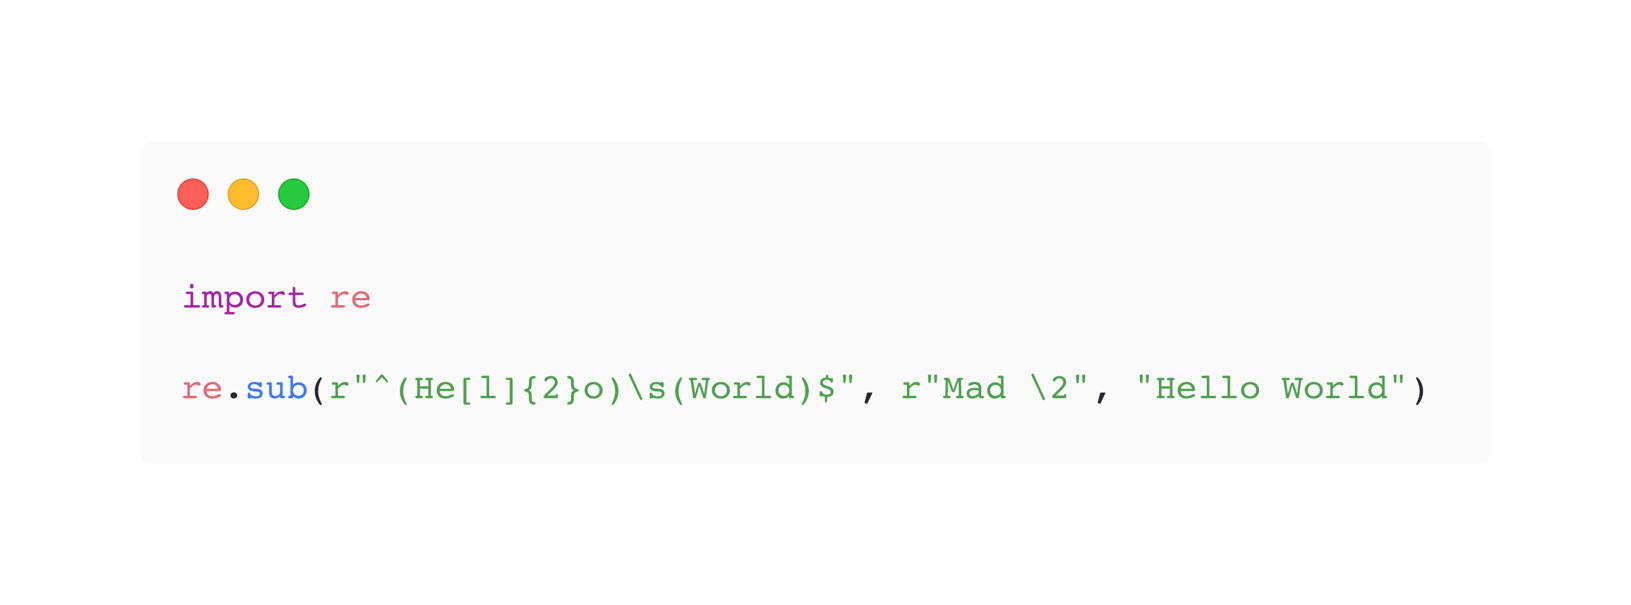 import re
re.sub(r"^(He[l]{2}o)\s(World)$", r"Mad \2", "Hello World")